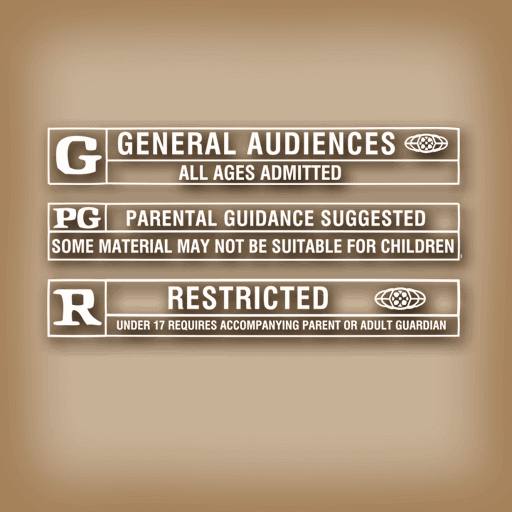 G
GENERAL AUDIENCES
ALL AGES ADMITTED
PG
PARENTAL GUIDANCE SUGGESTED
SOME MATERIAL MAY NOT BE SUITABLE FOR CHILDREN
R
RESTRICTED
UNDER 17 REQUIRES ACCOMPANYING PARENT OR ADULT GUARDIAN